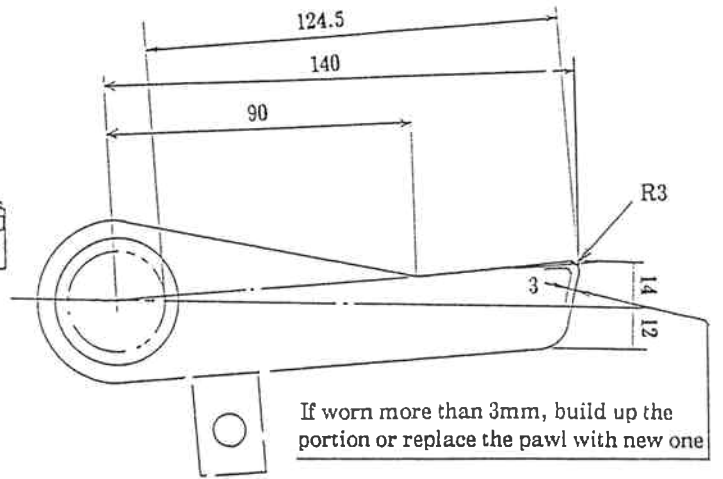 124.5
140
90
R3
3
14
12
If worn more than 3mm, build up the
portion or replace the pawl with new one